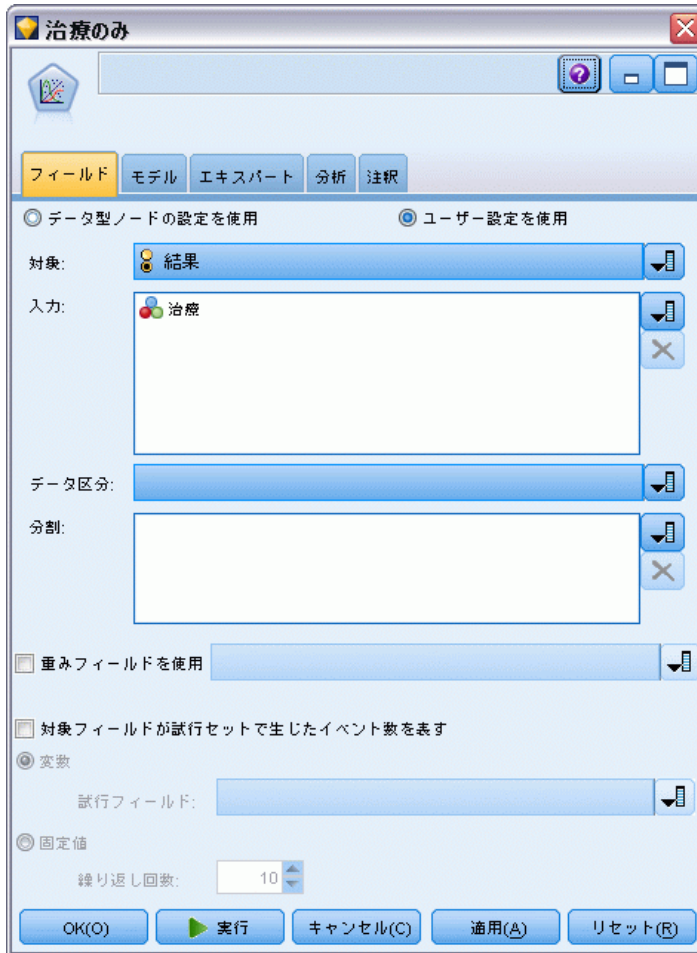 治療のみ
フィールド モデル エキスパート 分析 注釈
データ型ノードの設定を使用 ユーザー設定を使用
対象: 結果
入力: 治療
データ区分:
分割:
重みフィールドを使用
対象フィールドが試行セットで生じたイベント数を表す
変数
試行フィールド:
固定値
繰り返し回数: 10
OK(O) 実行 キャンセル(C) 適用(A) リセット(R)